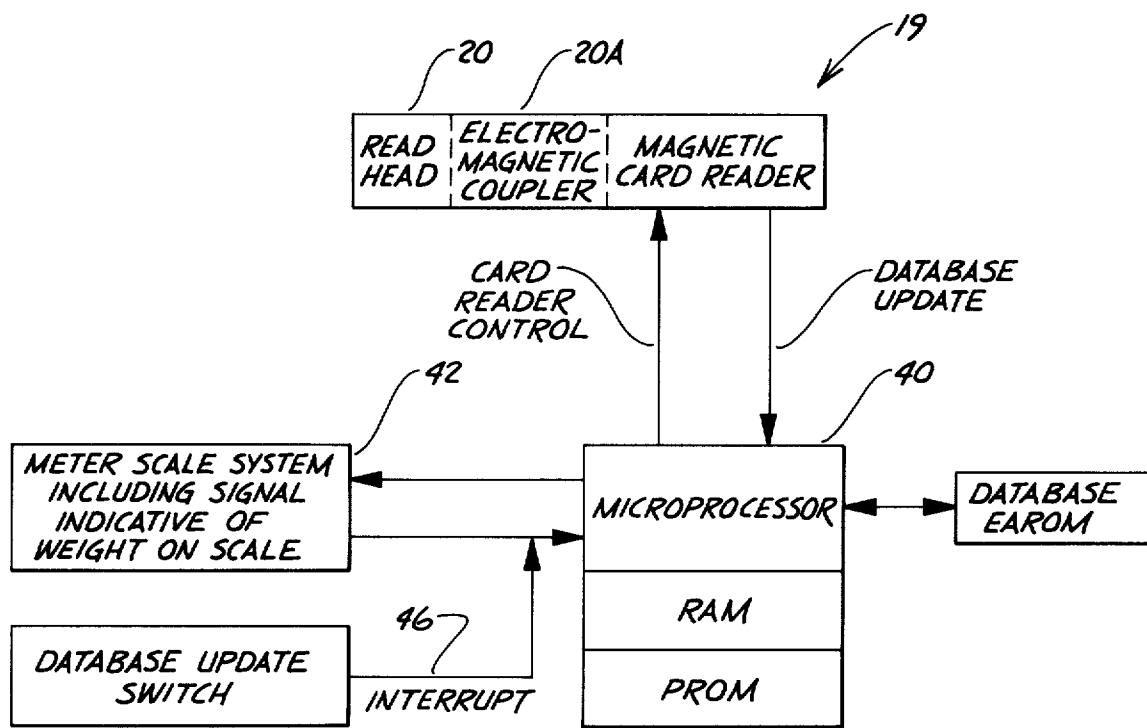 19
20
20A
READ
HEAD
ELECTRO-
MAGNETIC
COUPLER
MAGNETIC
CARD READER
CARD
READER
CONTROL
DATABASE
UPDATE
42
40
METER SCALE SYSTEM
INCLUDING SIGNAL
INDICATIVE OF
WEIGHT ON SCALE.
MICROPROCESSOR
DATABASE
EAROM
RAM
PROM
46
DATABASE UPDATE
SWITCH
INTERRUPT